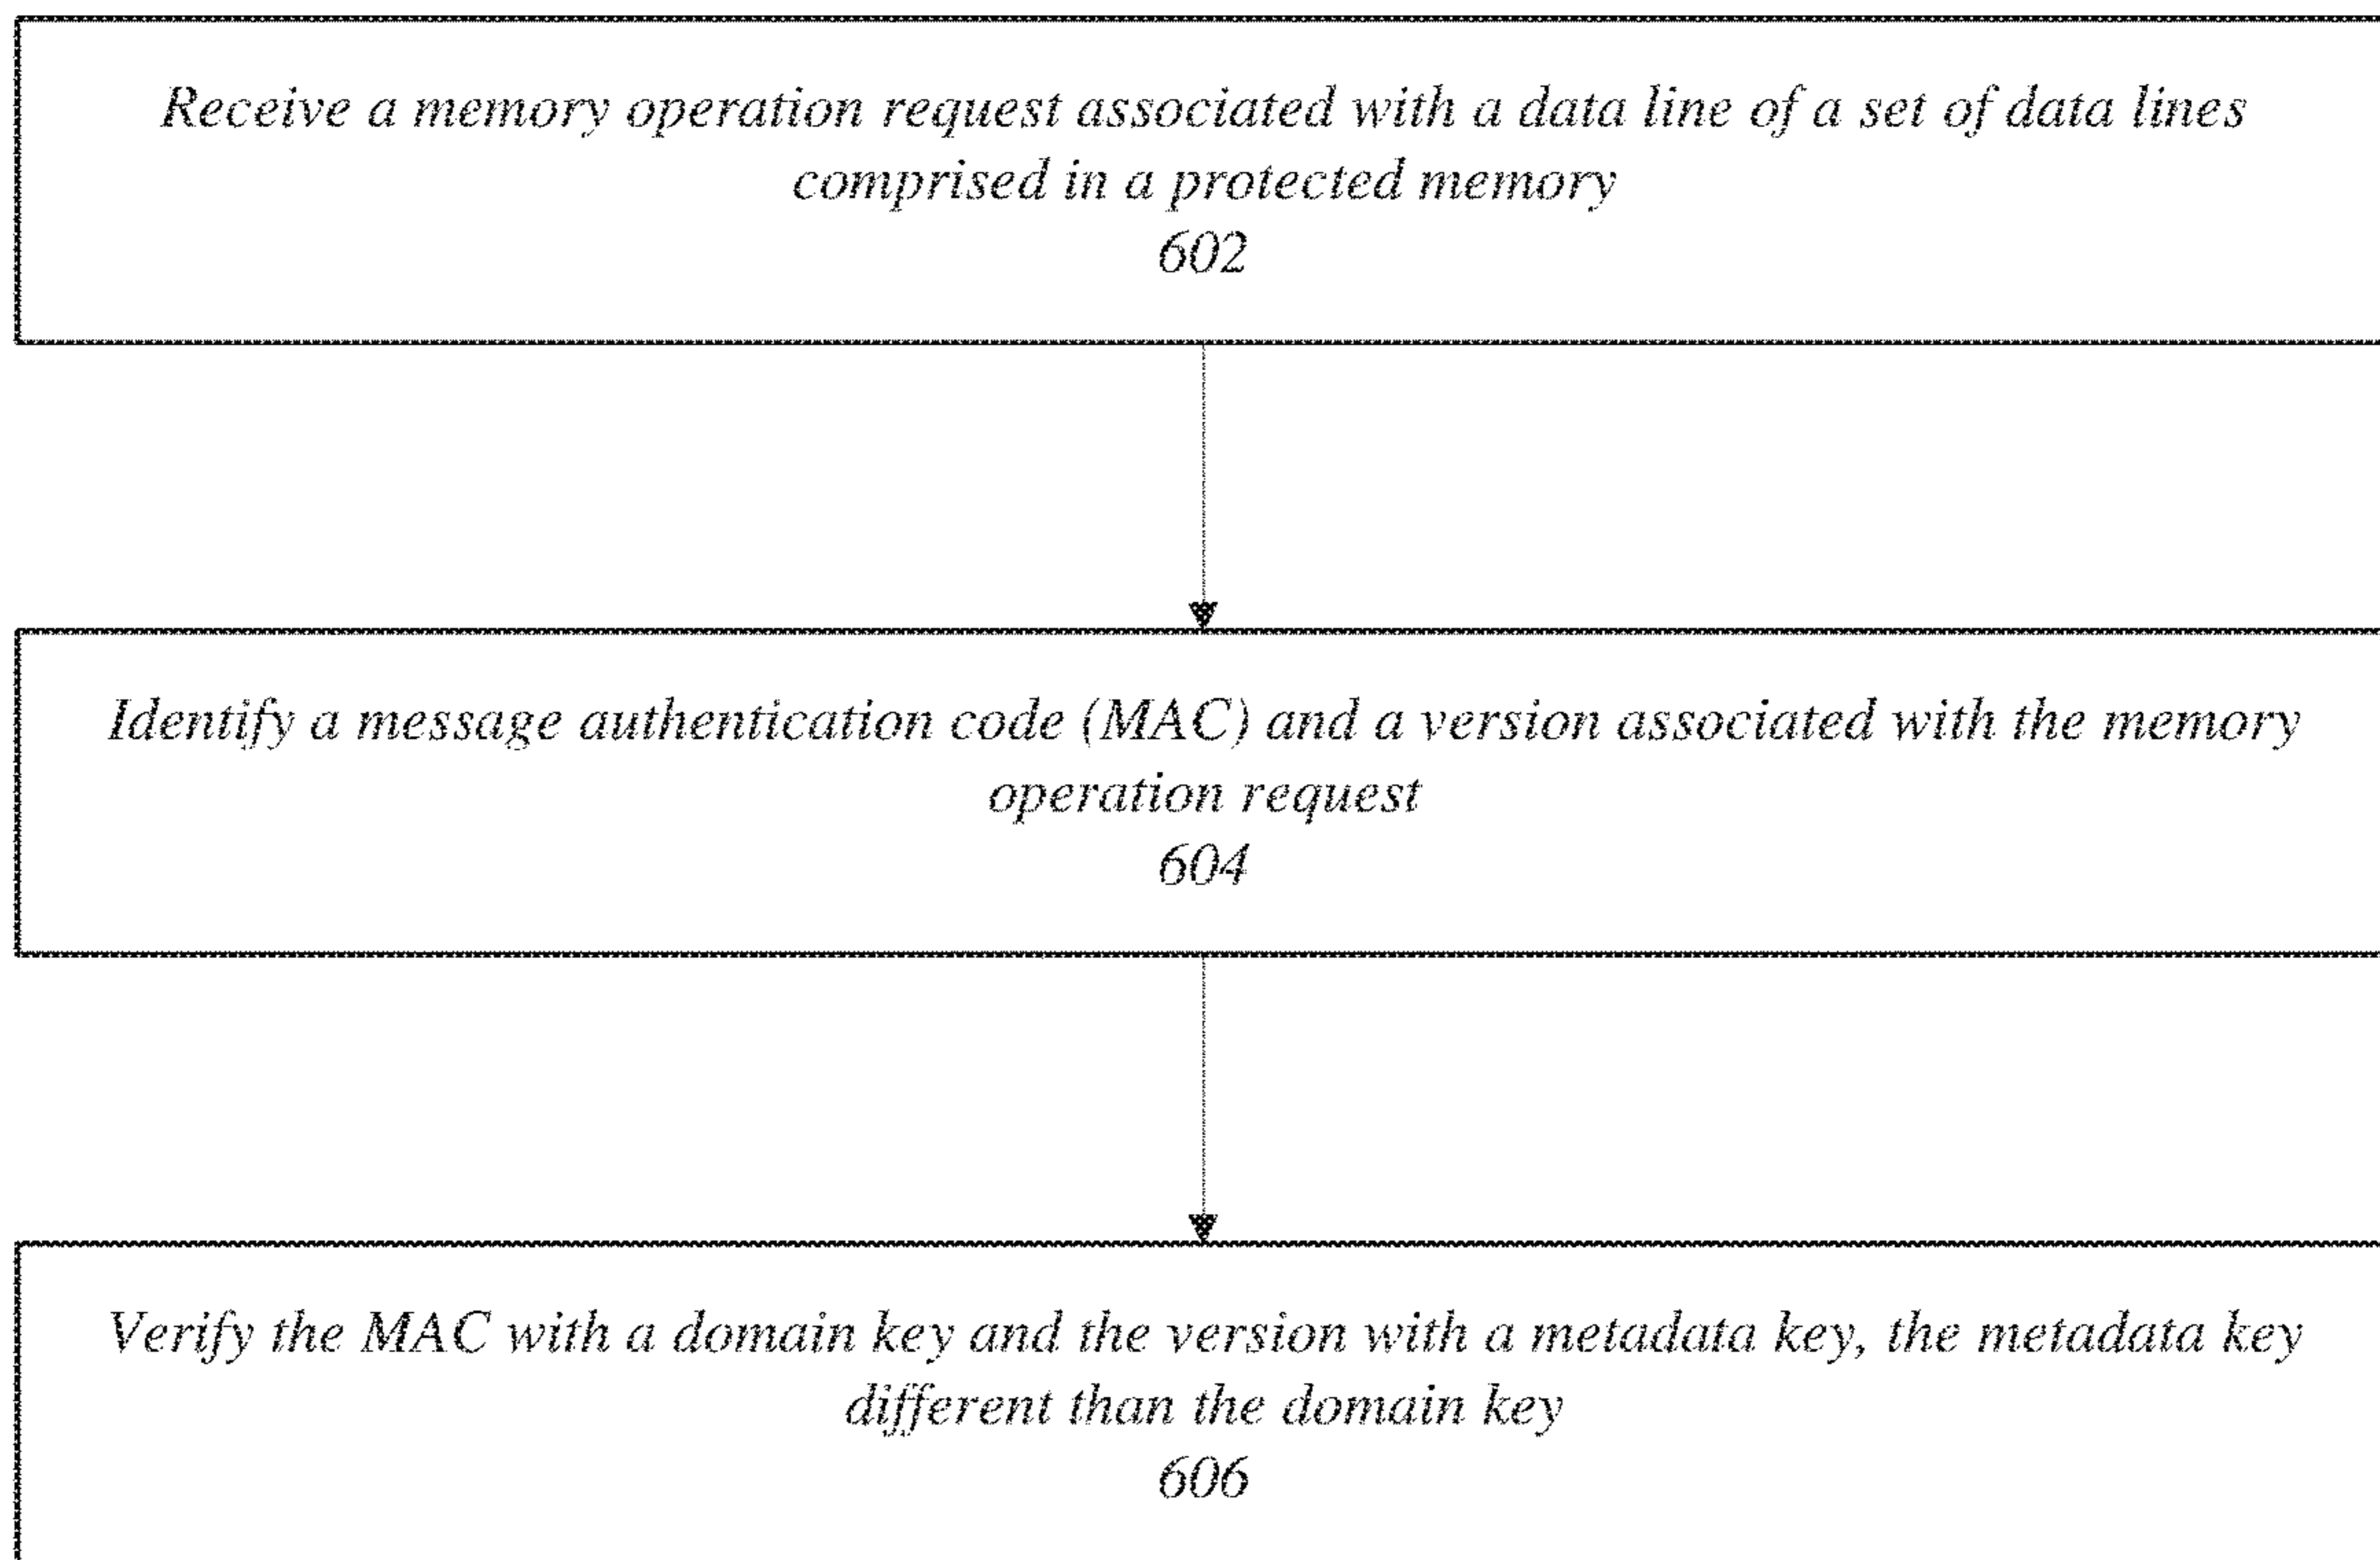 Receive a memory operation request associated with a data line of a set of data lines
comprised in a protected memory
602
Identify a message authentication code (MAC) and a version associated with the memory
operation request
604
Verify the MAC with a domain key and the version with a metadata key, the metadata key
different than the domain key
606